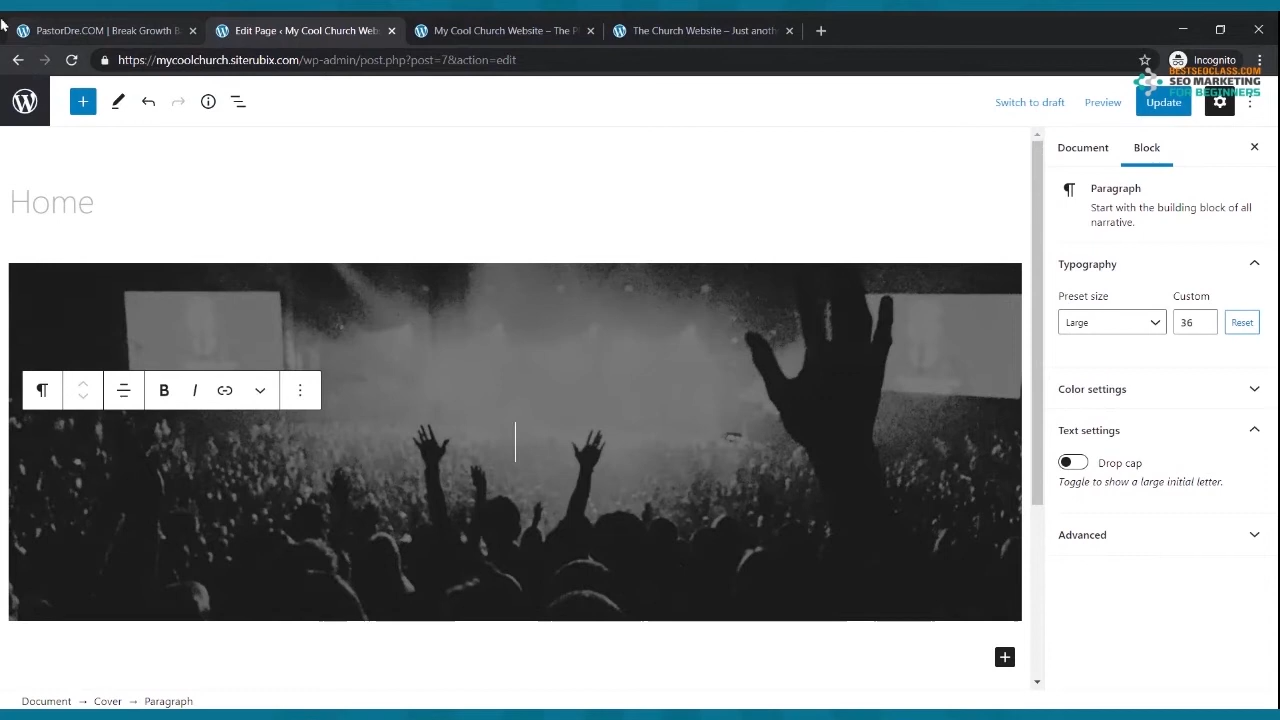 PastorDre.COM | Break Growth B
Edit Page ‹ My Cool Church Web
My Cool Church Website – The P
The Church Website – Just anoth
https://mycoolchurch.siterubix.com/wp-admin/post.php?post=7&action=edit
Incognito
BESTSEOCLASS.COM
SEO MARKETING
FOR BEGINNERS
Switch to draft
Preview
Update
Document
Block
Paragraph
Start with the building block of all
narrative.
Home
Typography
Preset size
Custom
Large
36
Reset
B
I
Color settings
Text settings
Drop cap
Toggle to show a large initial letter.
Advanced
Document → Cover → Paragraph